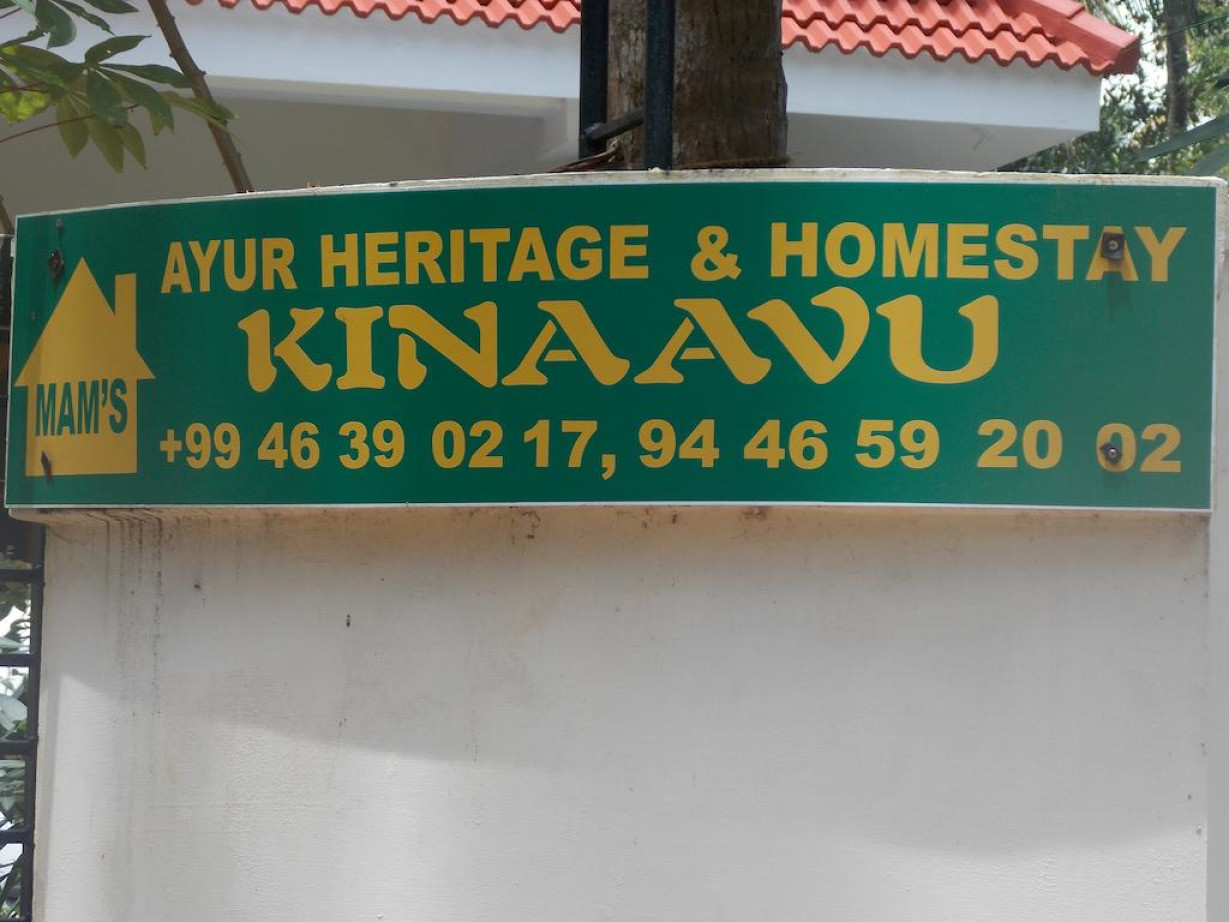 AYUR HERITAGE & HOMESTAY
KINAAVU
MAM'S
+99 46 39 02 17, 94 46 59 20 02